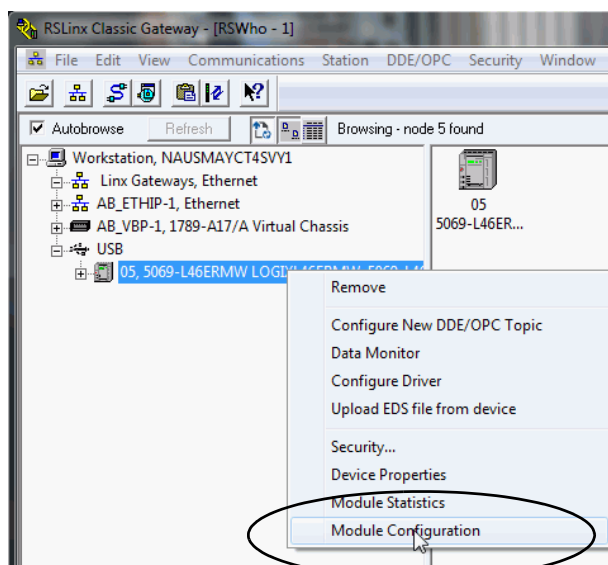 RSLinx Classic Gateway - [RSWho - 1]
File Edit View Communications Station DDE/OPC Security Window
Autobrowse Refresh Browsing - node 5 found
Workstation, NAUSMAYCT4SVY1
Linx Gateways, Ethernet
AB_ETHIP-1, Ethernet
AB_VBP-1, 1789-A17/A Virtual Chassis
USB
05, 5069-L46ERMW
05
5069-L46ER...
Remove
Configure New DDE/OPC Topic
Data Monitor
Configure Driver
Upload EDS file from device
Security...
Device Properties
Module Statistics
Module Configuration